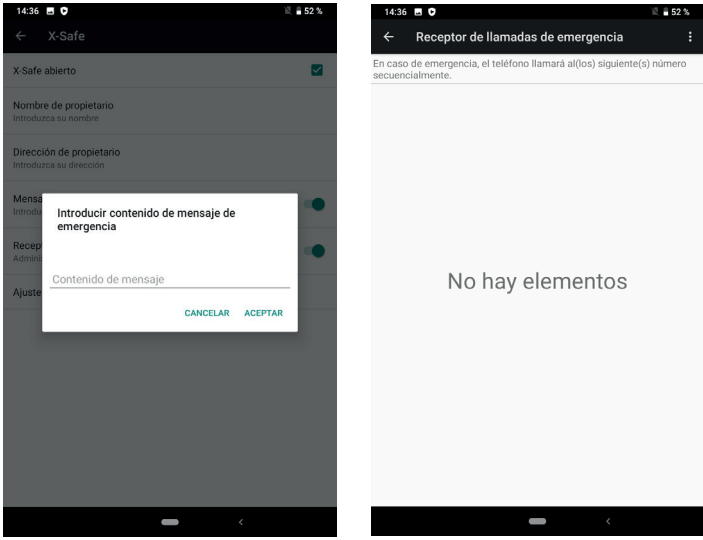 14:36
52 %
X-Safe
X-Safe abierto
Nombre de propietario
Introduzca su nombre
Dirección de propietario
Introduzca su dirección
Mensa
Introdu
Introducir contenido de mensaje de
emergencia
Recep
Adminis
Contenido de mensaje
Ajuste
CANCELAR ACEPTAR
14:36
52 %
Receptor de llamadas de emergencia
En caso de emergencia, el teléfono llamará al(los) siguiente(s) número
secuencialmente.
No hay elementos